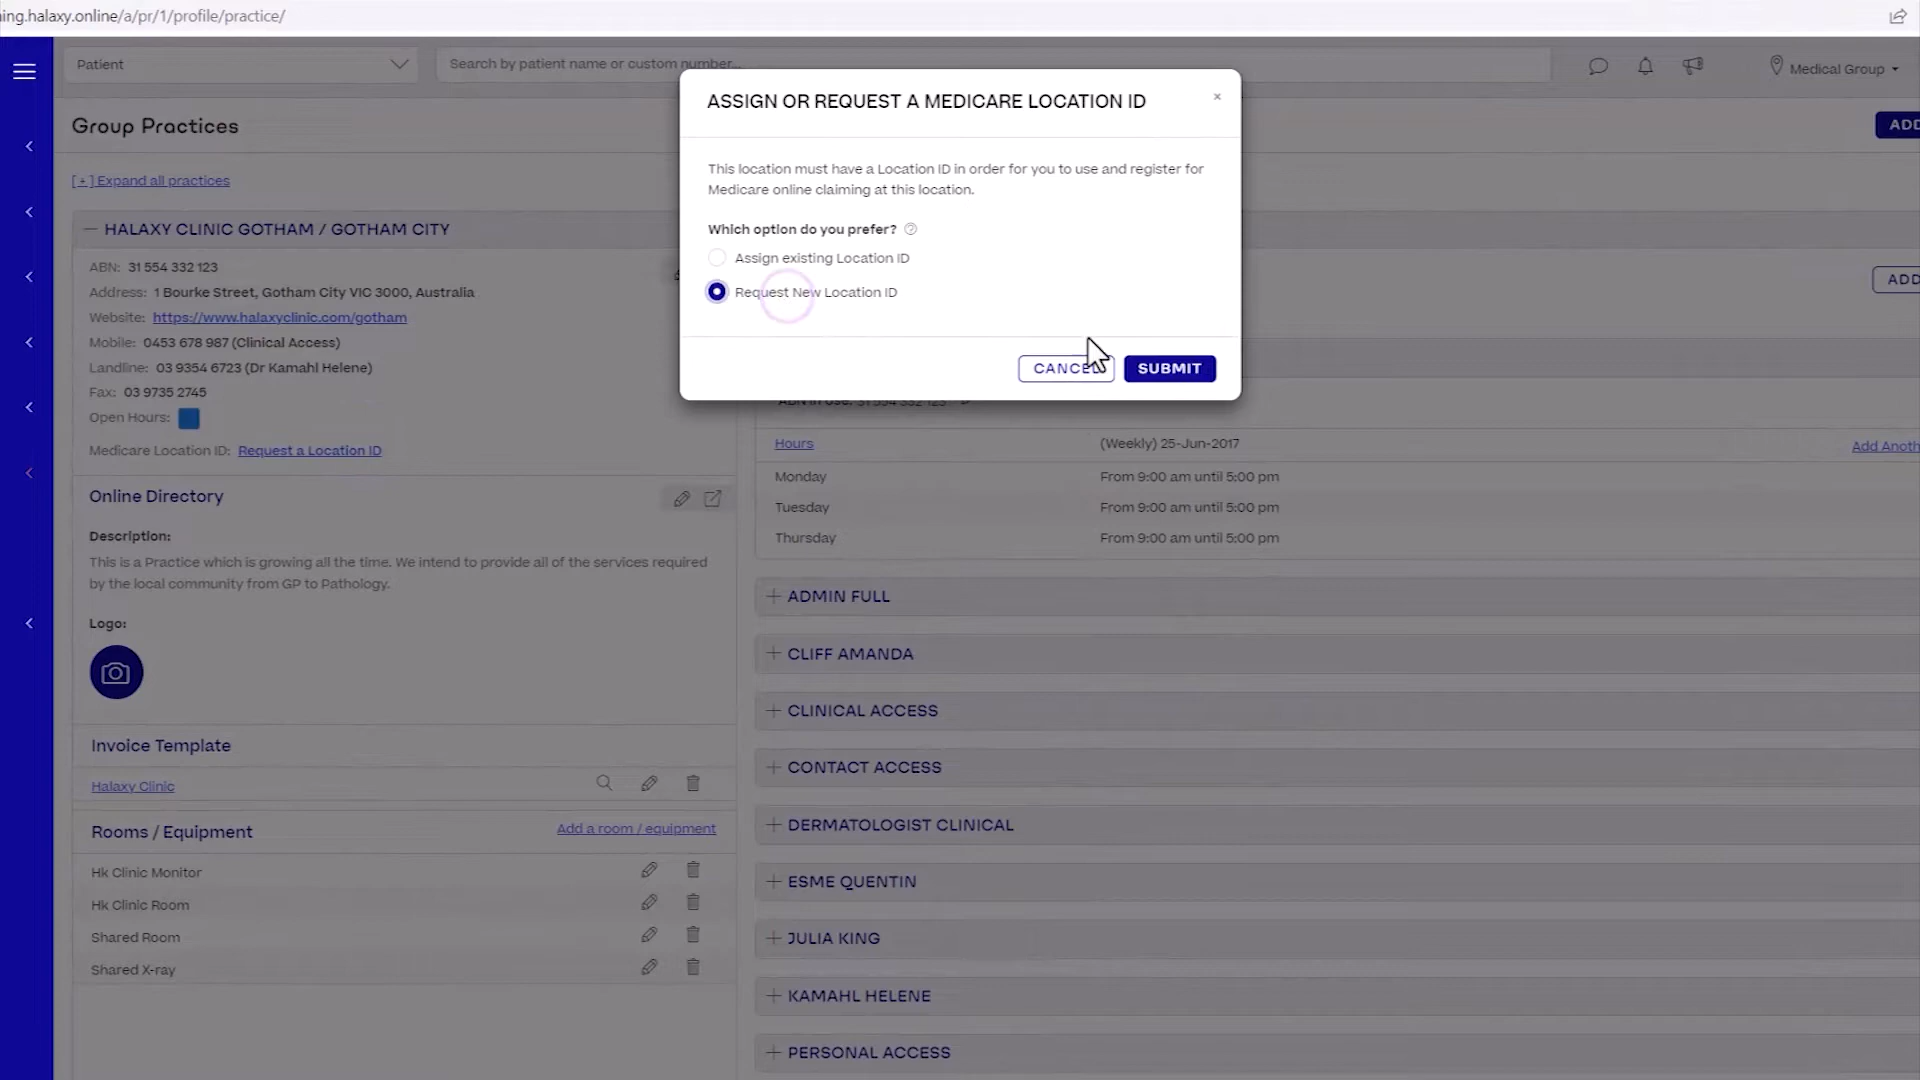 ing.halaxy.online/a/pr/1/profile/practice/
Patient
Search by patient name or custom number...
Medical Group
Group Practices
ADD
[ + ] Expand all practices
HALAXY CLINIC GOTHAM / GOTHAM CITY
ABN: 31 554 332 123
Address: 1 Bourke Street, Gotham City VIC 3000, Australia
Website: https://www.halaxyclinic.com/gotham
Mobile: 0453 678 987 (Clinical Access)
Landline: 03 9354 6723 (Dr Kamahl Helene)
Fax: 03 9735 2745
Open Hours:
Medicare Location ID: Request a Location ID
Online Directory
Description:
This is a Practice which is growing all the time. We intend to provide all of the services required
by the local community from GP to Pathology.
Logo:
Invoice Template
Halaxy Clinic
Rooms / Equipment
Add a room / equipment
Hk Clinic Monitor
Hk Clinic Room
Shared Room
Shared X-ray
ASSIGN OR REQUEST A MEDICARE LOCATION ID
×
This location must have a Location ID in order for you to use and register for
Medicare online claiming at this location.
Which option do you prefer?
Assign existing Location ID
Request New Location ID
CANCEL
SUBMIT
ADD
ABN in Use: 31 554 332 123
Hours
(Weekly) 25-Jun-2017
Add Anoth
Monday
From 9:00 am until 5:00 pm
Tuesday
From 9:00 am until 5:00 pm
Thursday
From 9:00 am until 5:00 pm
ADMIN FULL
CLIFF AMANDA
CLINICAL ACCESS
CONTACT ACCESS
DERMATOLOGIST CLINICAL
ESME QUENTIN
JULIA KING
KAMAHL HELENE
PERSONAL ACCESS